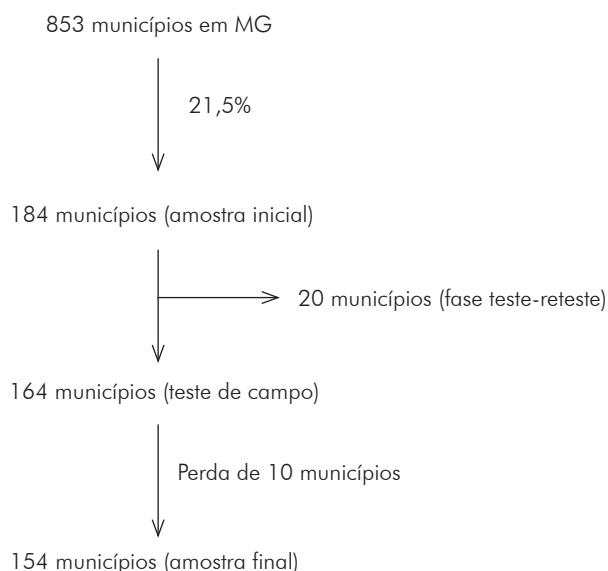 853 municípios em MG
21,5%
184 municípios (amostra inicial)
20 municípios (fase teste-reteste)
164 municípios (teste de campo)
Perda de 10 municípios
154 municípios (amostra final)